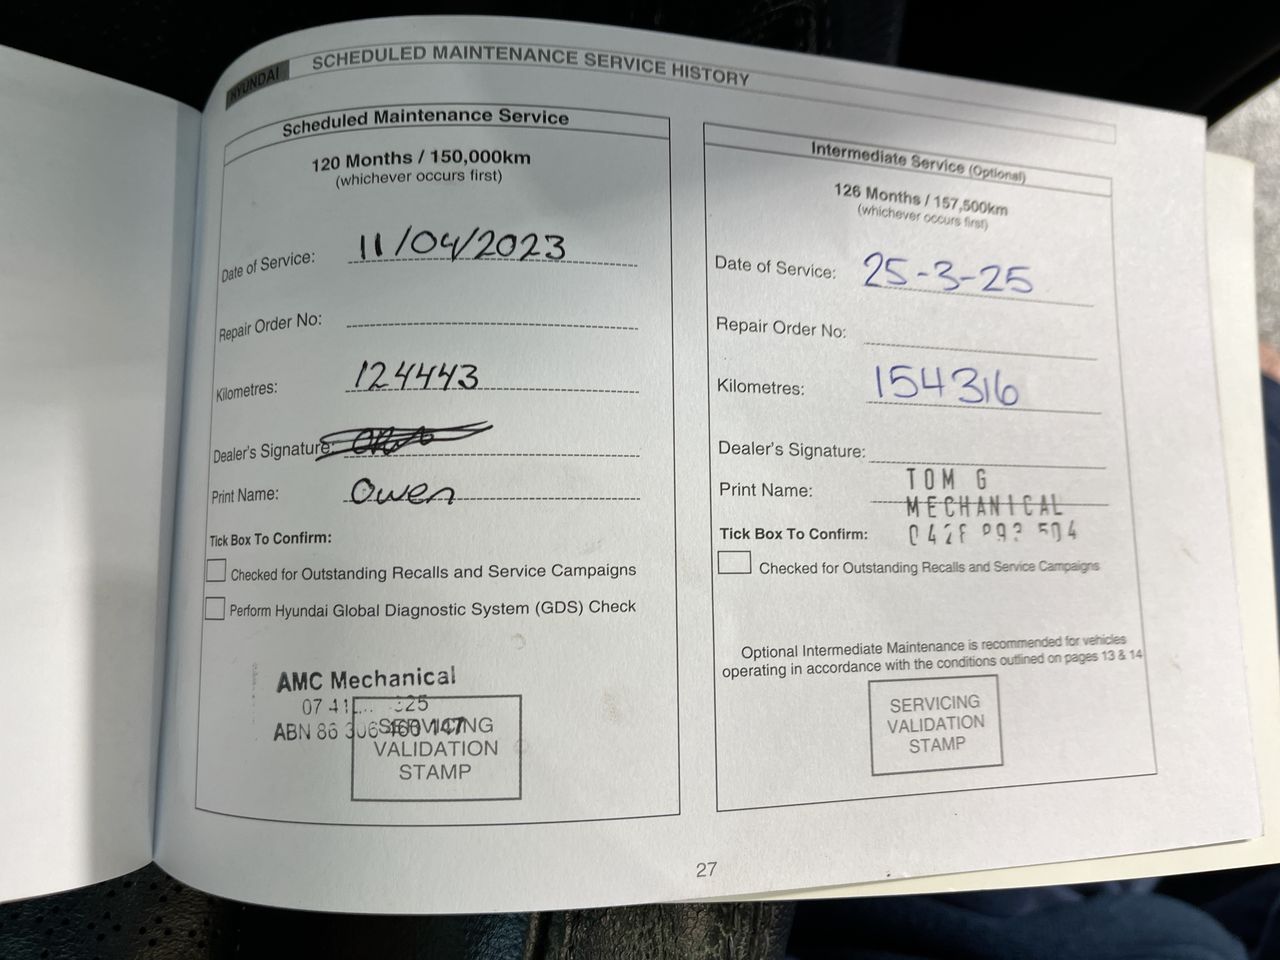 HYUNDAI
SCHEDULED MAINTENANCE SERVICE HISTORY
Scheduled Maintenance Service
120 Months / 150,000km
(whichever occurs first)
Date of Service: 11/04/2023
Repair Order No:
Kilometres: 124443
Dealer's Signature:
Print Name: Owen
Tick Box To Confirm:
Checked for Outstanding Recalls and Service Campaigns
Perform Hyundai Global Diagnostic System (GDS) Check
AMC Mechanical
ABN 86 306 460 147
SERVICING
VALIDATION
STAMP
Intermediate Service (Optional)
126 Months / 157,500km
(whichever occurs first)
Date of Service: 25-3-25
Repair Order No:
Kilometres: 154316
Dealer's Signature:
Print Name: TOM G
MECHANICAL
Tick Box To Confirm:
Checked for Outstanding Recalls and Service Campaigns
Optional Intermediate Maintenance is recommended for vehicles
operating in accordance with the conditions outlined on pages 13 & 14
SERVICING
VALIDATION
STAMP
27